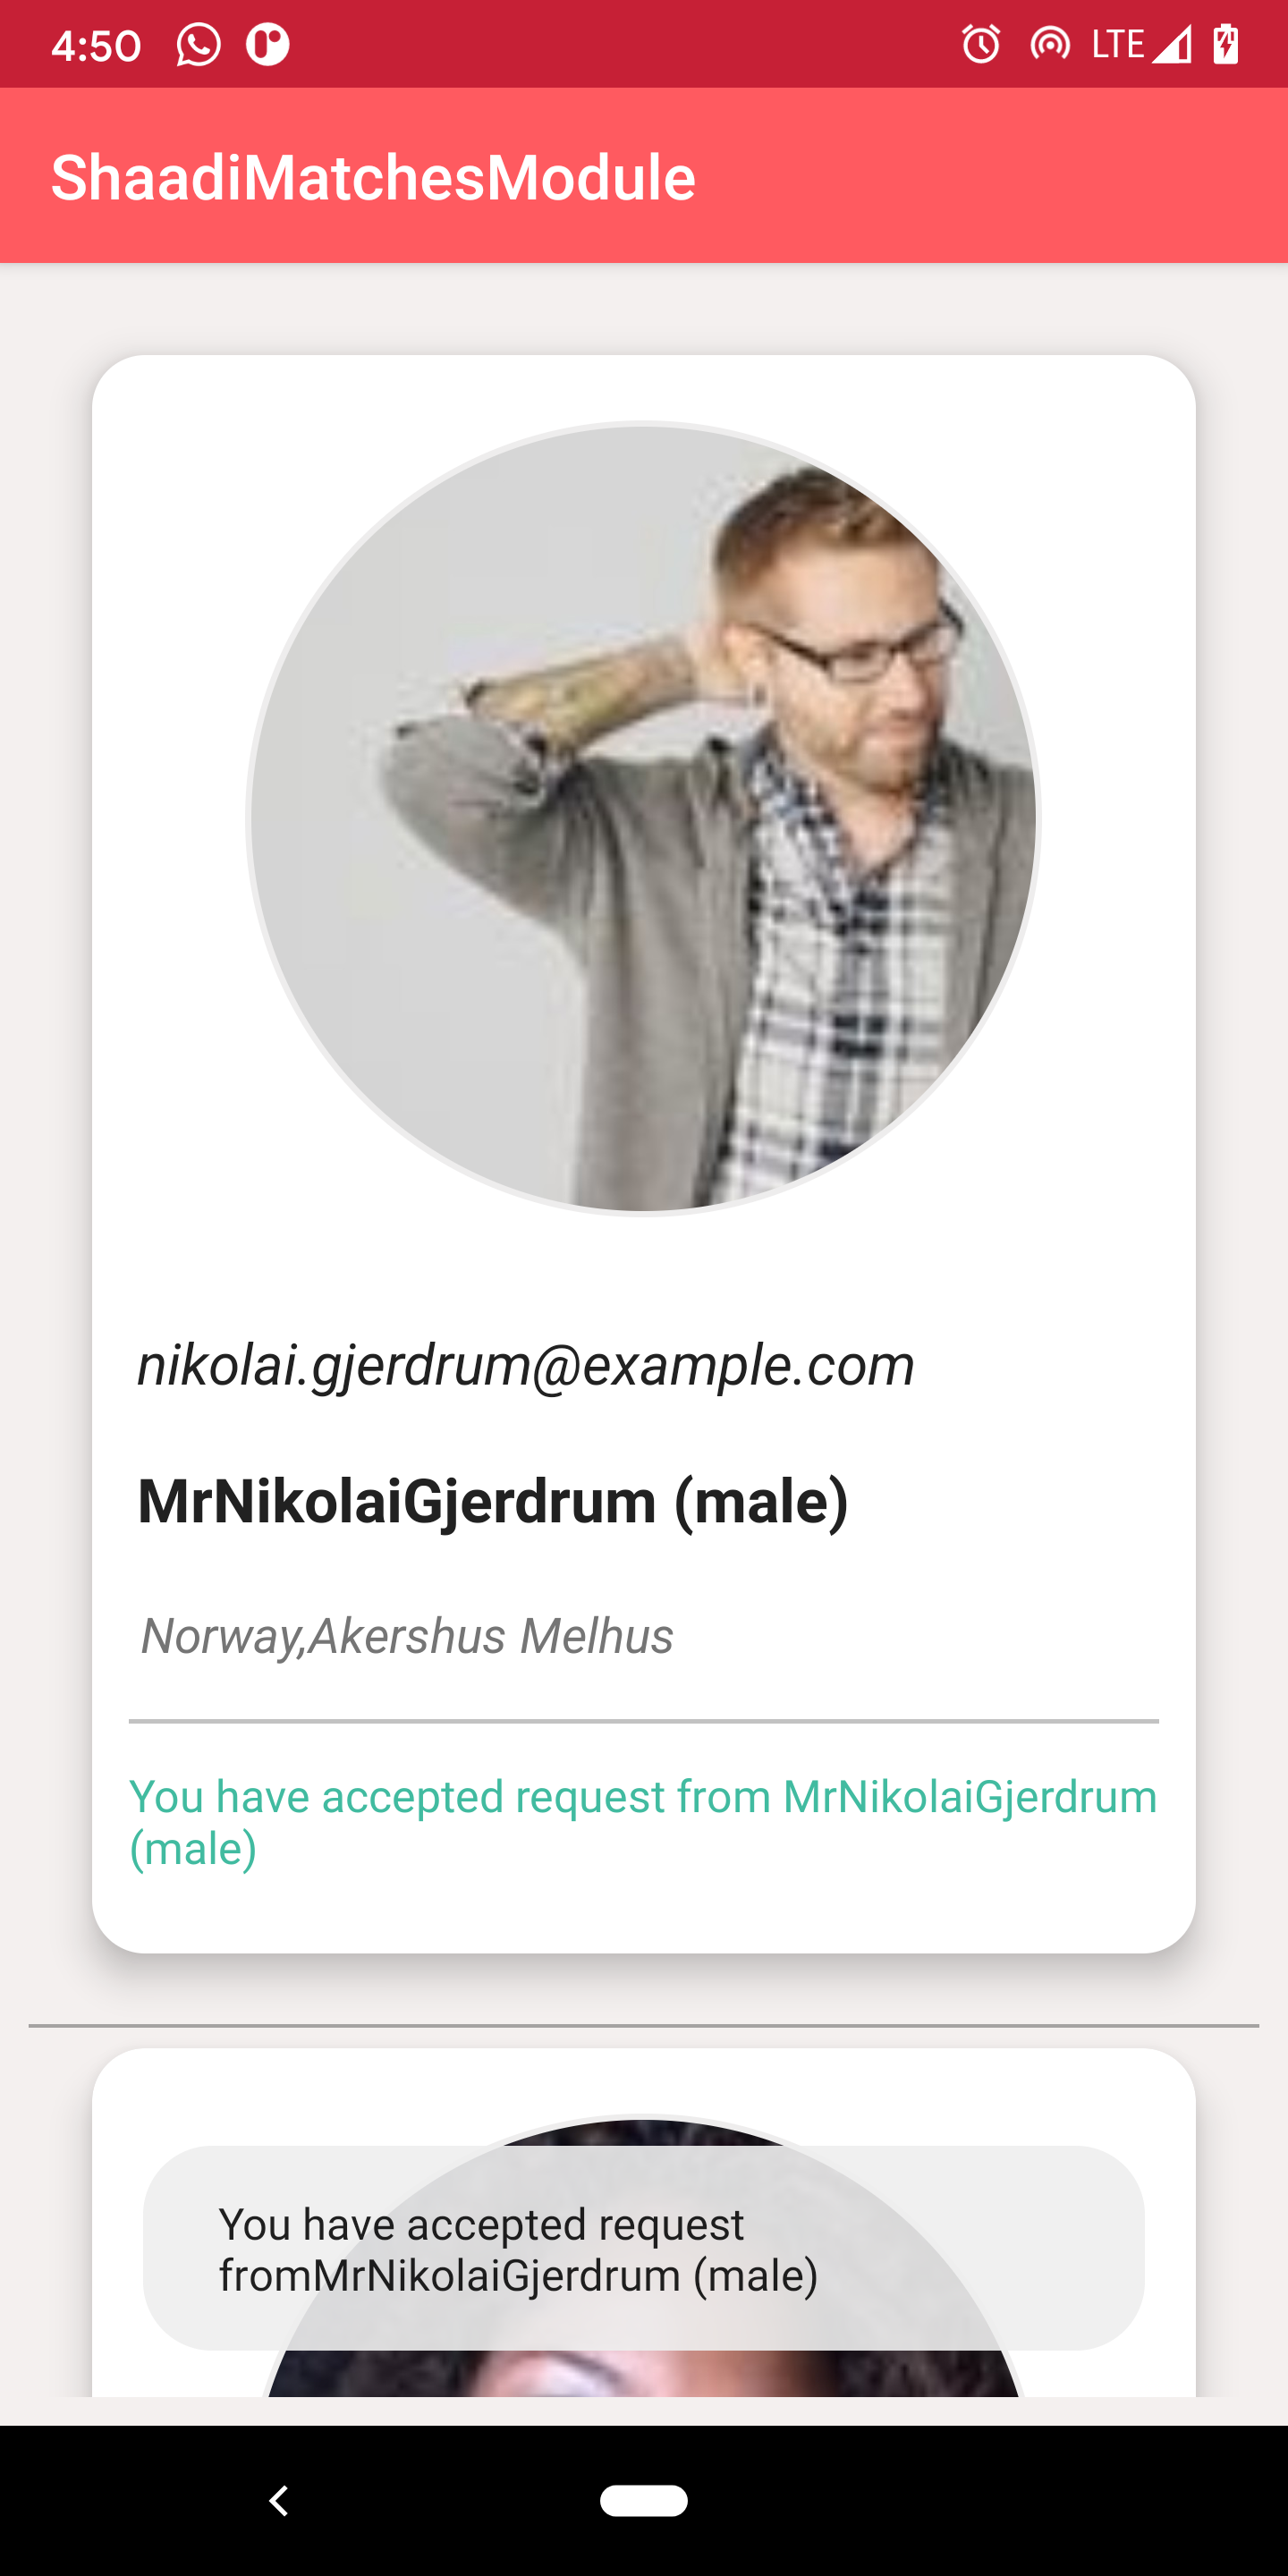 4:50 LTE
ShaadiMatchesModule
nikolai.gjerdrum@example.com
MrNikolaiGjerdrum (male)
Norway,Akershus Melhus
You have accepted request from MrNikolaiGjerdrum
(male)
You have accepted request
fromMrNikolaiGjerdrum (male)